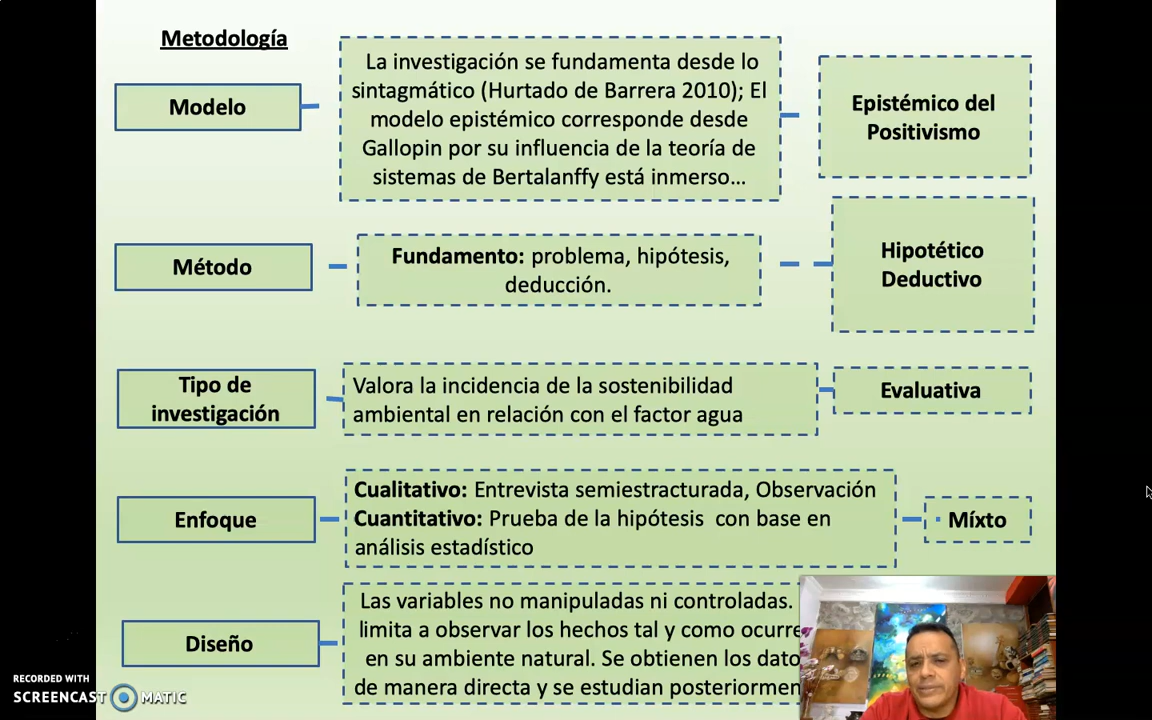 Metodología
Modelo
La investigación se fundamenta desde lo
sintagmático (Hurtado de Barrera 2010); El
modelo epistémico corresponde desde
Gallopin por su influencia de la teoría de
sistemas de Bertalanffy está inmerso...
Epistémico del
Positivismo
Método
Fundamento: problema, hipótesis,
deducción.
Hipotético
Deductivo
Tipo de
investigación
Valora la incidencia de la sostenibilidad
ambiental en relación con el factor agua
Evaluativa
Enfoque
Cualitativo: Entrevista semiestracturada, Observación
Cuantitativo: Prueba de la hipótesis con base en
análisis estadístico
Míxto
Diseño
Las variables no manipuladas ni controladas.
limita a observar los hechos tal y como ocurre
en su ambiente natural. Se obtienen los dato
de manera directa y se estudian posteriormen
RECORDED WITH
SCREENCAST MATIC